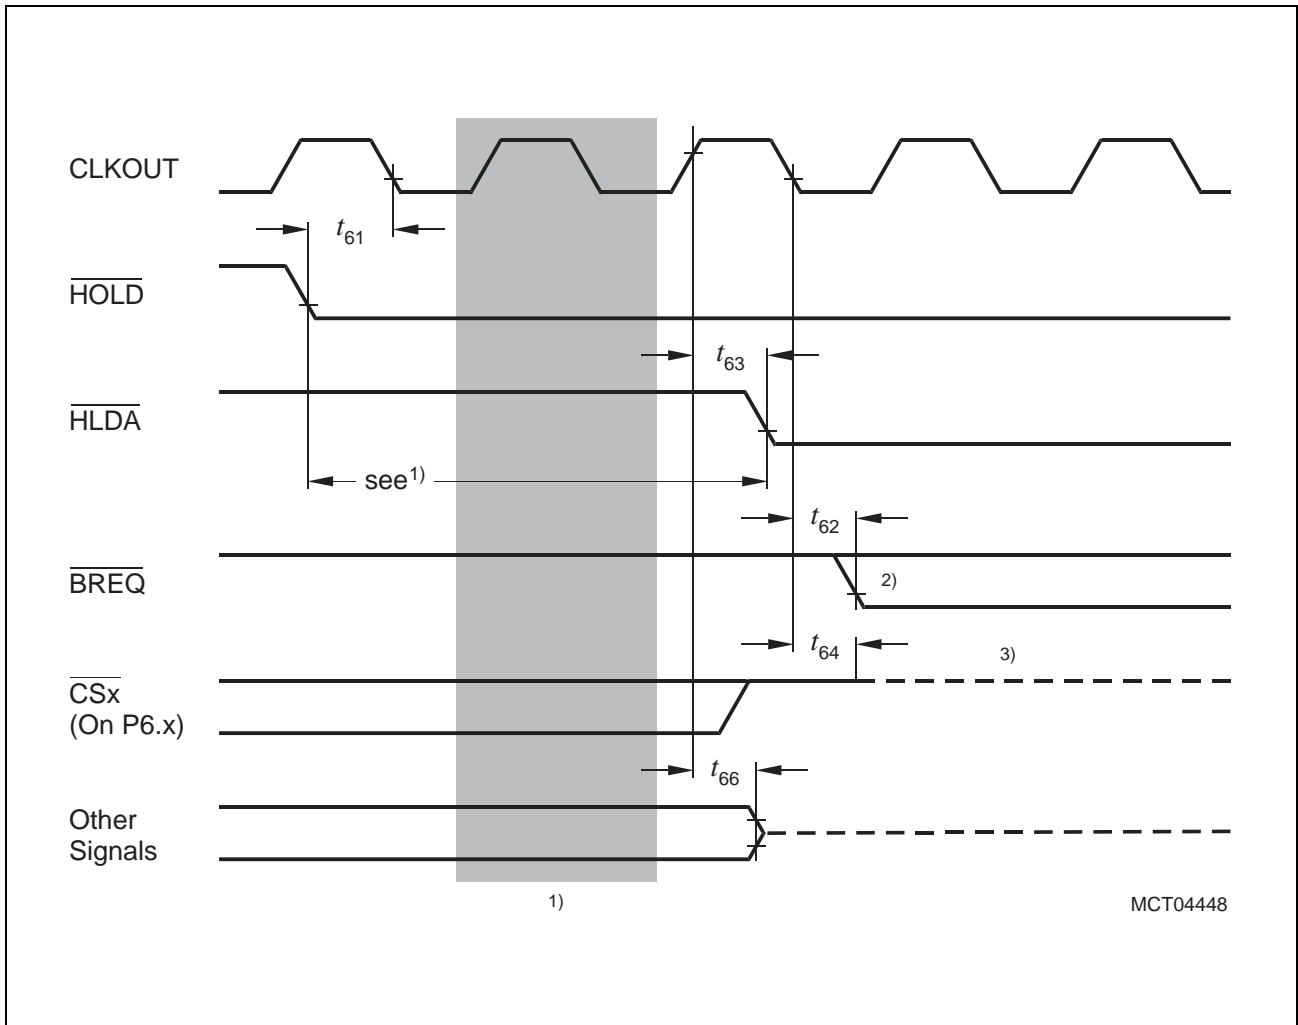 CLKOUT
t61
HOLD
t63
HLDA
see1)
t62
BREQ
2)
t64
3)
CSx
(On P6.x)
t66
Other
Signals
1)
MCT04448